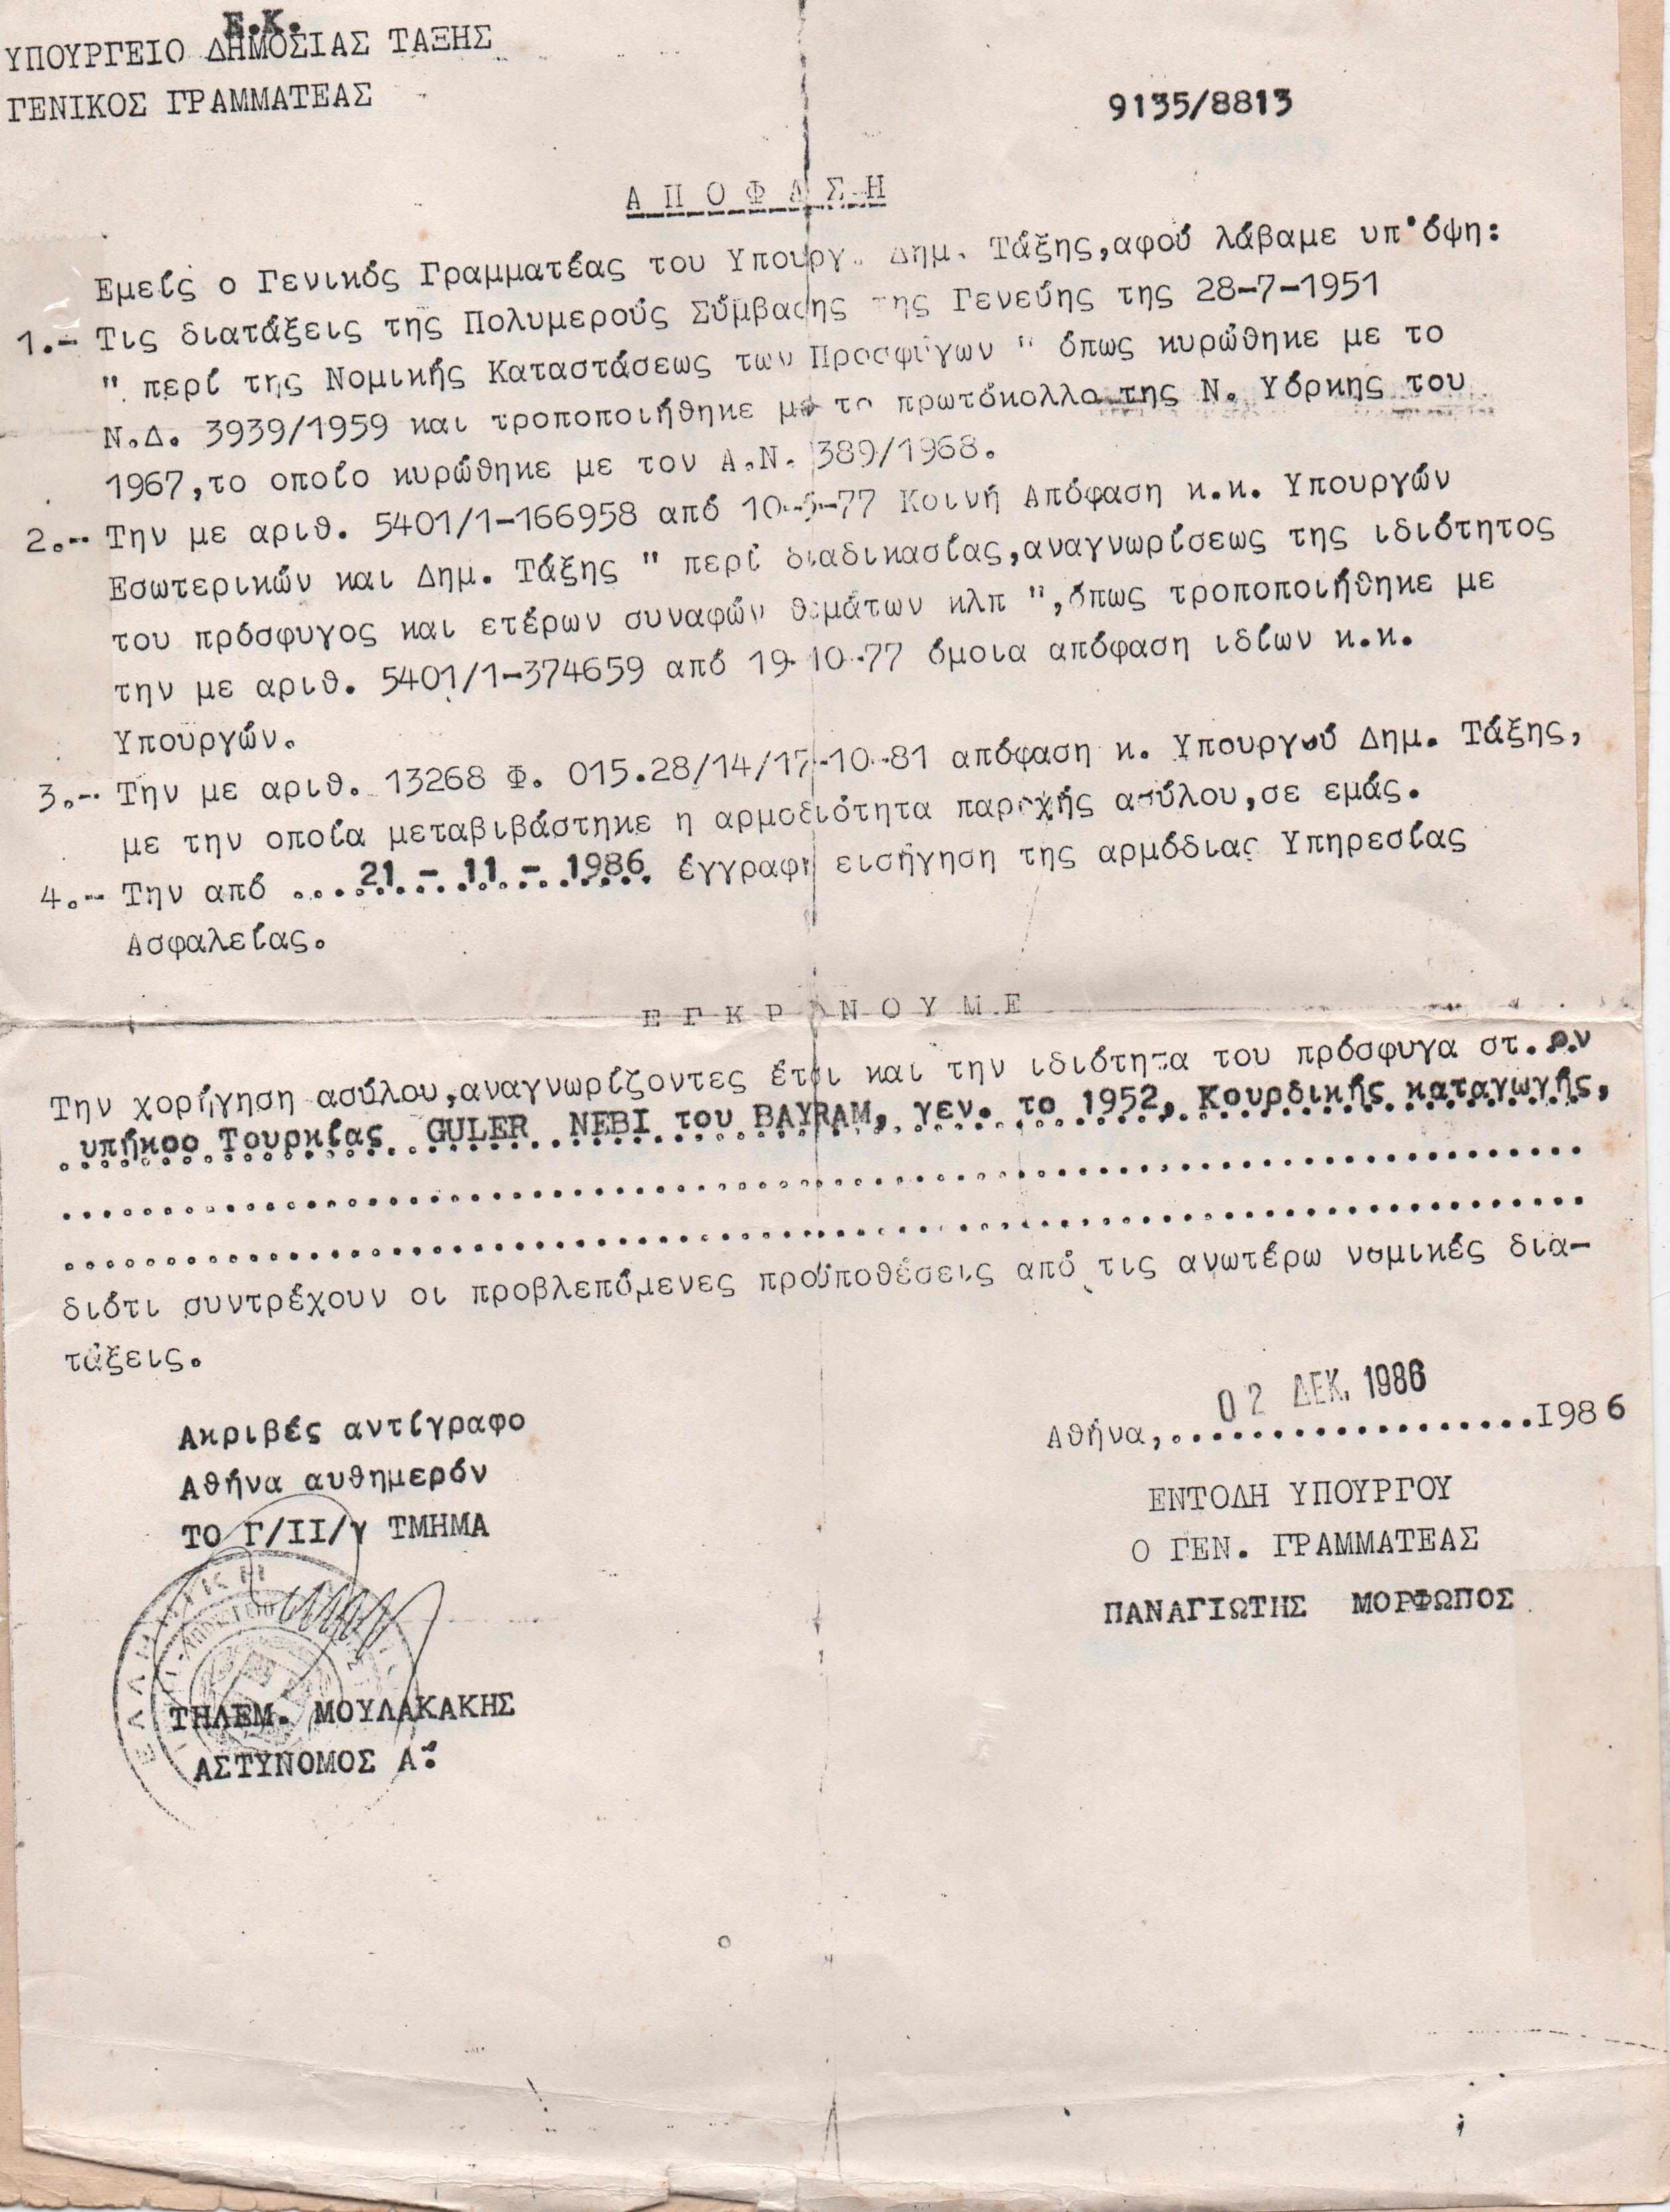 Ε.Κ.
ΥΠΟΥΡΓΕΙΟ ΔΗΜΟΣΙΑΣ ΤΑΞΗΣ
ΓΕΝΙΚΟΣ ΓΡΑΜΜΑΤΕΑΣ
9135/8813
Α Π Ο Φ Α Σ Η
Εμείς ο Γενικός Γραμματέας του Υπουργ. Δημ. Τάξης,αφού λάβαμε υπ'όψη:
1.- Τις διατάξεις της Πολυμερούς Σύμβασης της Γενεύης της 28-7-1951
" περί της Νομικής Καταστάσεως των Προσφύγων " όπως κυρώθηκε με το
Ν.Δ. 3939/1959 και τροποποιήθηκε με το πρωτόκολλο της Ν. Υόρκης του
1967,το οποίο κυρώθηκε με τον Α.Ν. 389/1968.
2.-- Την με αριθ. 5401/1-166958 από 10-5-77 Κοινή Απόφαση κ.κ. Υπουργών
Εσωτερικών και Δημ. Τάξης " περί διαδικασίας,αναγνωρίσεως της ιδιότητος
του πρόσφυγος και ετέρων συναφών θεμάτων κλπ ",όπως τροποποιήθηκε με
την με αριθ. 5401/1-374659 από 19-10-77 όμοια απόφαση ιδίων κ.κ.
Υπουργών.
3.-- Την με αριθ. 13268 Φ. 015.28/14/17-10-81 απόφαση κ. Υπουργού Δημ. Τάξης,
με την οποία μεταβιβάστηκε η αρμοδιότητα παροχής ασύλου,σε εμάς.
4.-- Την από ....21 - 11 - 1986. έγγραφη εισήγηση της αρμόδιας Υπηρεσίας
Ασφαλείας.
Ε Γ Κ Ρ Ι Ν Ο Υ Μ Ε
Την χορήγηση ασύλου,αναγνωρίζοντες έτσι και την ιδιότητα του πρόσφυγα στ..ον
υπήκοο Τουρκίας GULER NEBI του BAYRAM, γεν. το 1952, Κουρδικής καταγωγής,
διότι συντρέχουν οι προβλεπόμενες προϋποθέσεις από τις ανωτέρω νομικές δια-
τάξεις.
02 ΔΕΚ. 1986
Αθήνα,..................1986
Ακριβές αντίγραφο
Αθήνα αυθημερόν
ΤΟ Γ/ΙΙ/γ ΤΜΗΜΑ
ΕΝΤΟΛΗ ΥΠΟΥΡΓΟΥ
Ο ΓΕΝ. ΓΡΑΜΜΑΤΕΑΣ
ΠΑΝΑΓΙΩΤΗΣ ΜΟΡΦΩΠΟΣ
ΤΗΛΕΜ. ΜΟΥΛΑΚΑΚΗΣ
ΑΣΤΥΝΟΜΟΣ Α΄